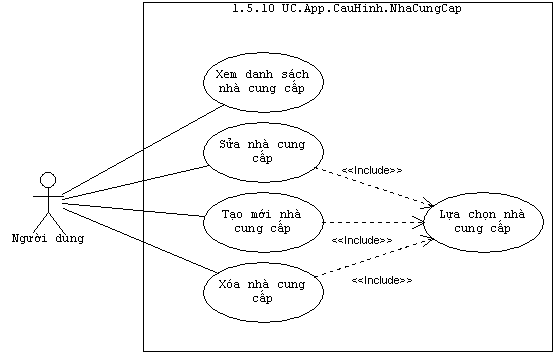 1.5.10 UC.App.CauHinh.NhaCungCap
Xem danh sách
nhà cung cấp
Sửa nhà cung
cấp
<<Include>>
Tạo mới nhà
cung cấp
Lựa chọn nhà
cung cấp
Người dùng
<<Include>>
Xóa nhà cung
cấp
<<Include>>